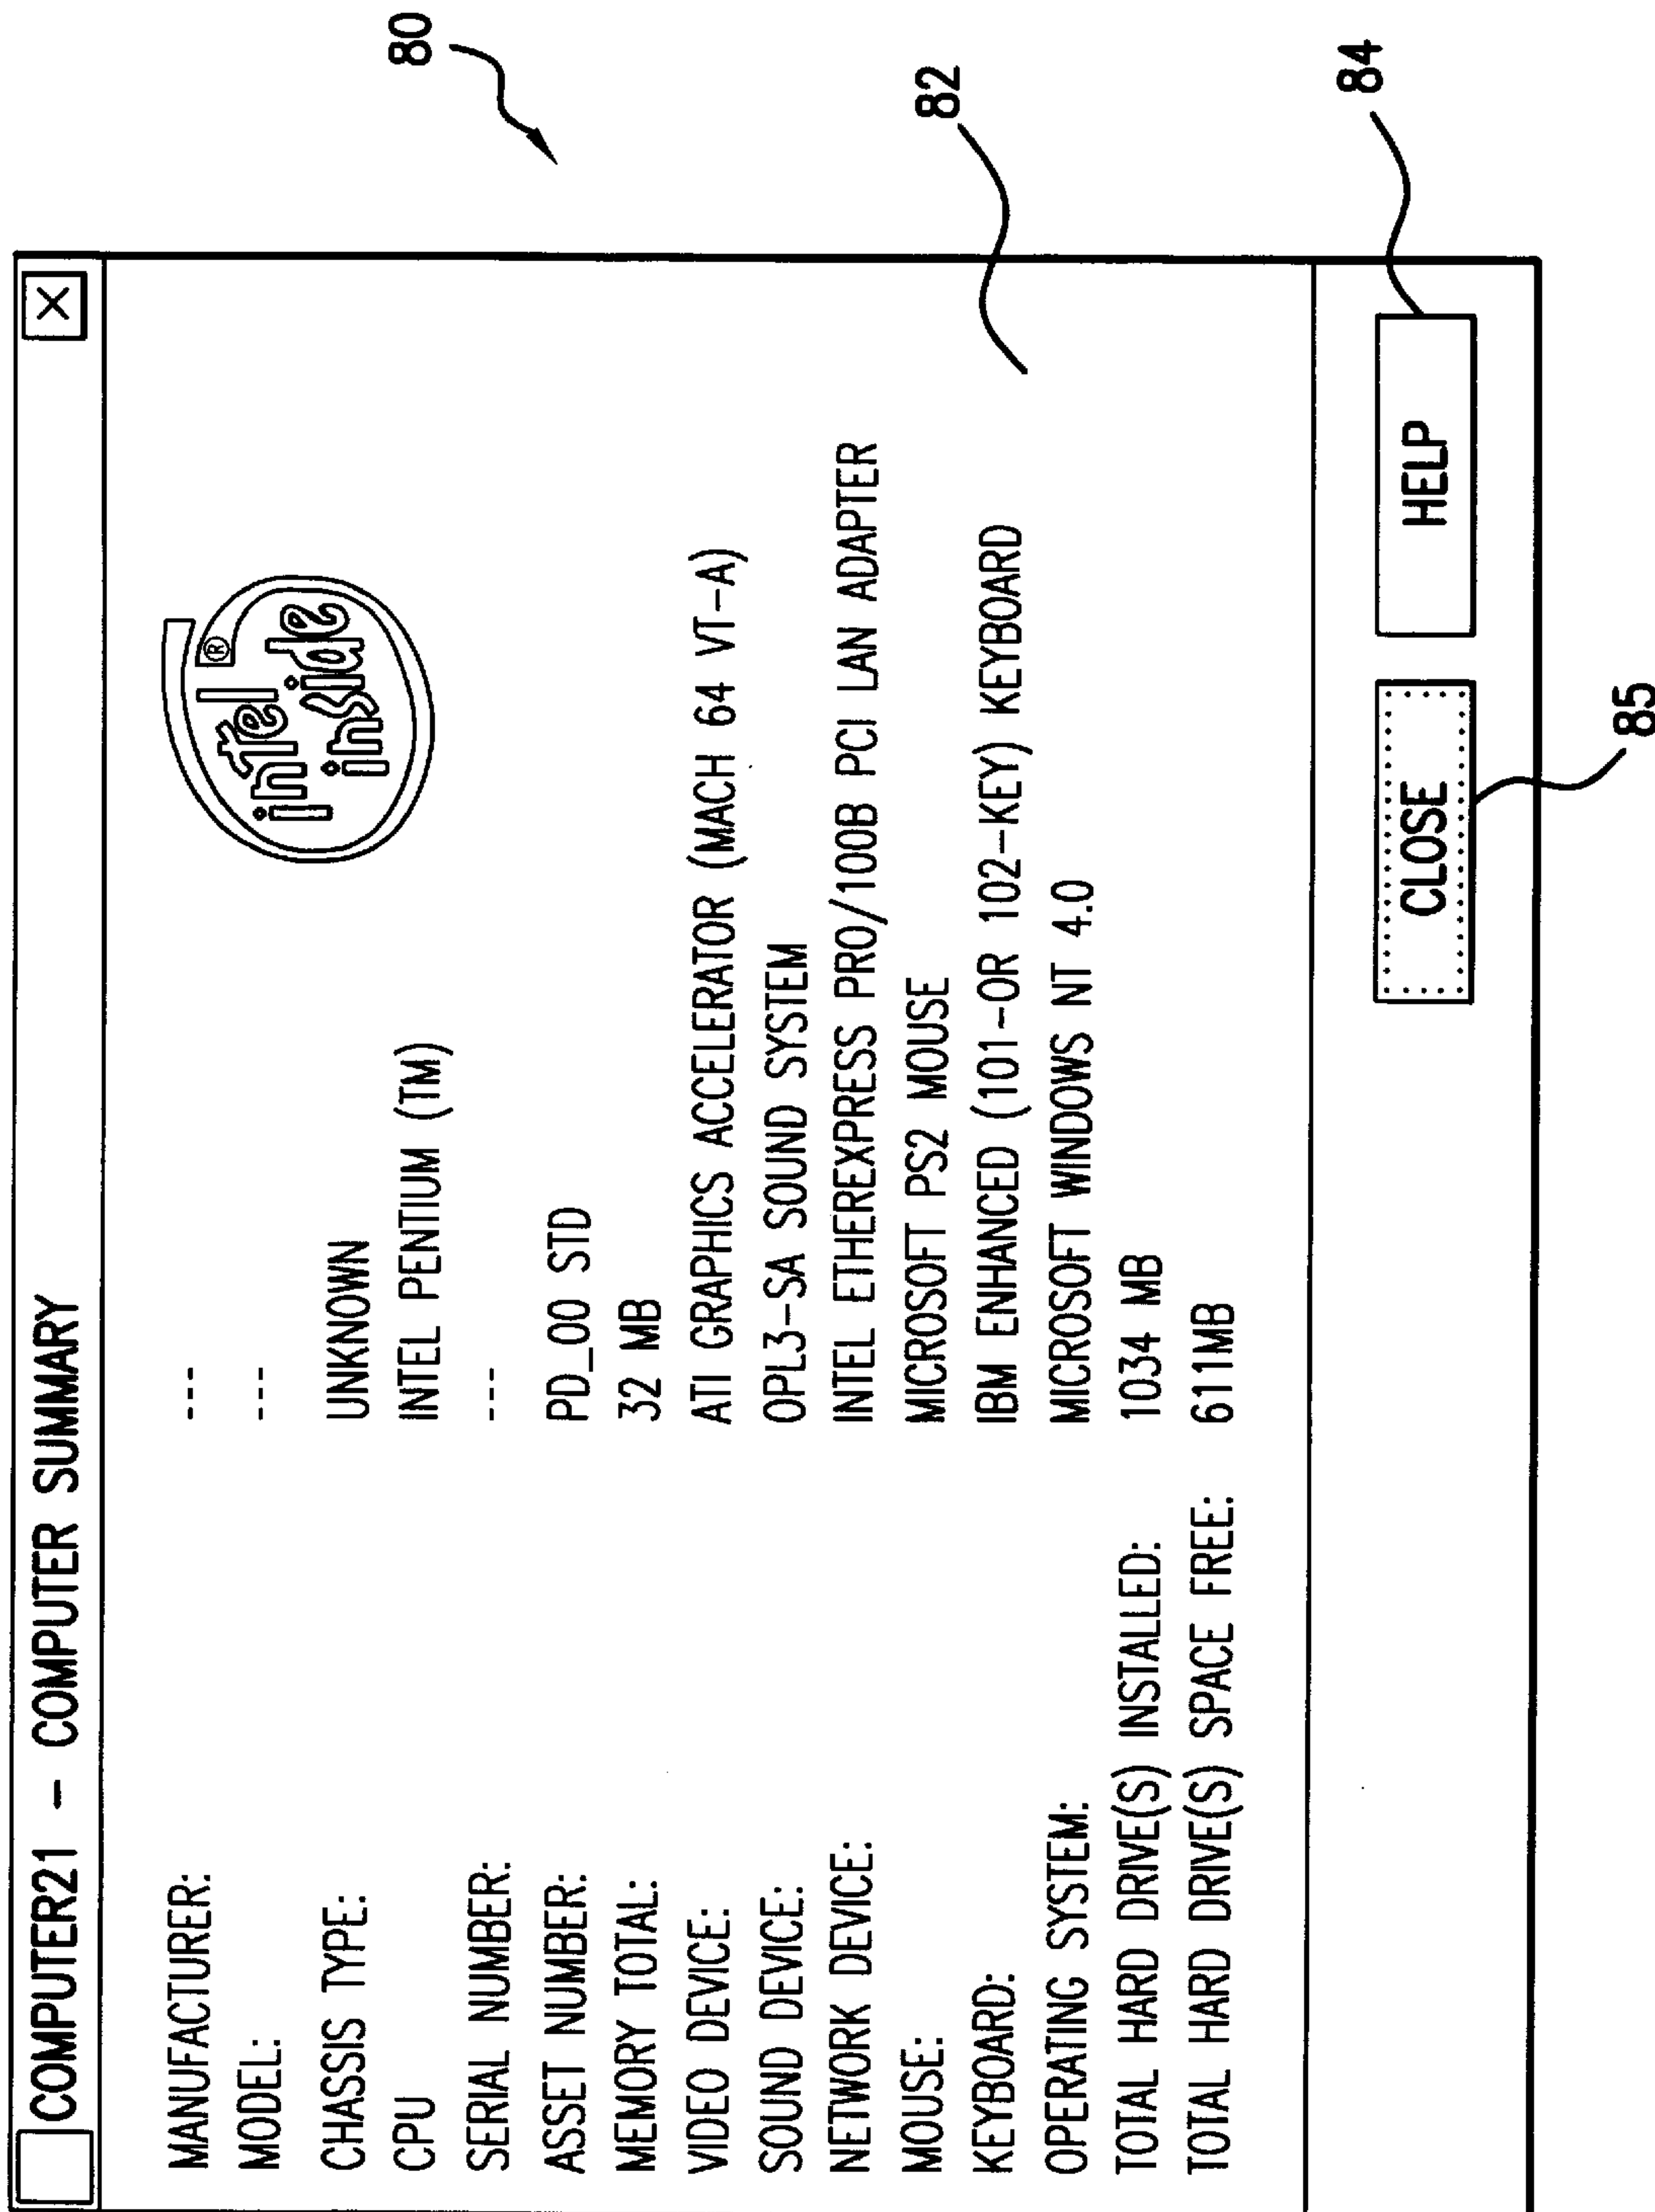 COMPUTER21 - COMPUTER SUMMARY X
intel®
inside
MANUFACTURER: ---
MODEL: ---
CHASSIS TYPE: UNKNOWN
CPU INTEL PENTIUM (TM)
SERIAL NUMBER: ---
ASSET NUMBER: PD_00 STD
MEMORY TOTAL: 32 MB
VIDEO DEVICE: ATI GRAPHICS ACCELERATOR (MACH 64 VT-A)
SOUND DEVICE: OPL3-SA SOUND SYSTEM
NETWORK DEVICE: INTEL ETHEREXPRESS PRO/100B PCI LAN ADAPTER
MOUSE: MICROSOFT PS2 MOUSE
KEYBOARD: IBM ENHANCED (101-OR 102-KEY) KEYBOARD
OPERATING SYSTEM: MICROSOFT WINDOWS NT 4.0
TOTAL HARD DRIVE(S) INSTALLED: 1034 MB
TOTAL HARD DRIVE(S) SPACE FREE: 611MB
CLOSE HELP
80
82
84
85